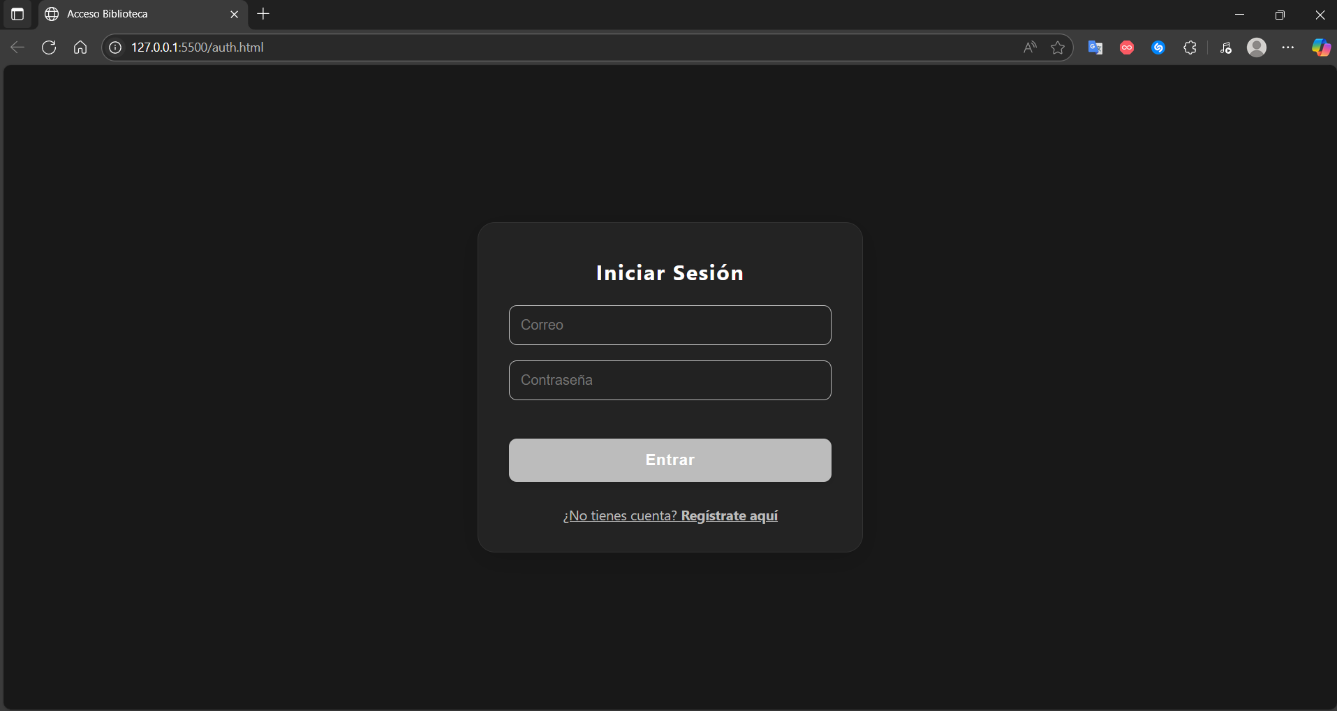 Acceso Biblioteca
127.0.0.1:5500/auth.html
Iniciar Sesión
Correo
Contraseña
Entrar
¿No tienes cuenta? Regístrate aquí